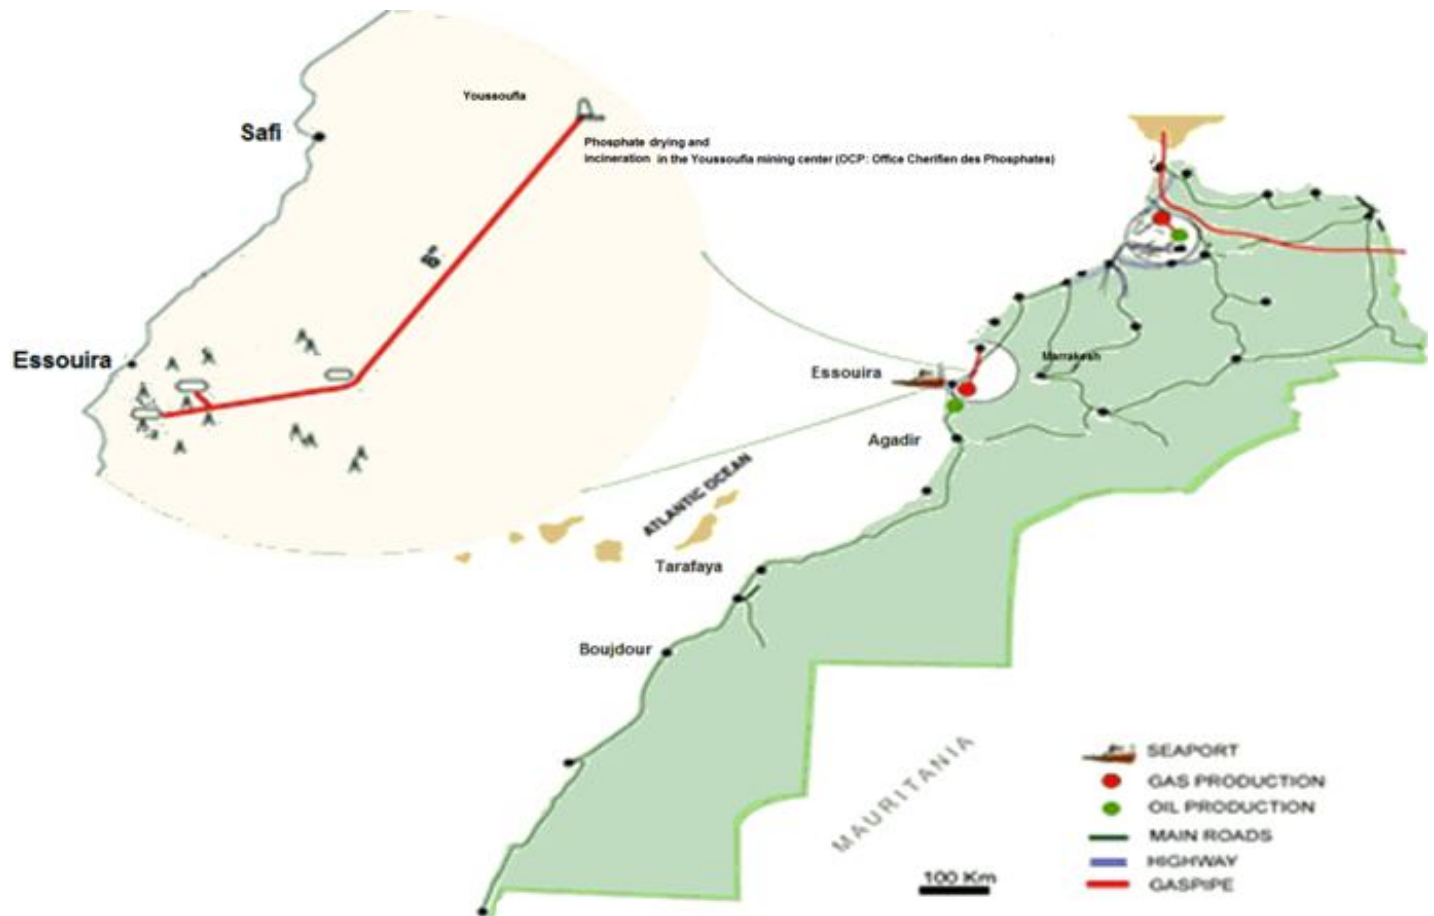 Youssoufia
Safi
Phosphate drying and
incineration in the Youssoufia mining center (OCP: Office Cherifien des Phosphates)
Essouira
Marrakesh
Essouira
Agadir
ATLANTIC OCEAN
Tarafaya
Boujdour
MAURITANIA
SEAPORT
GAS PRODUCTION
OIL PRODUCTION
MAIN ROADS
HIGHWAY
GASPIPE
100 Km